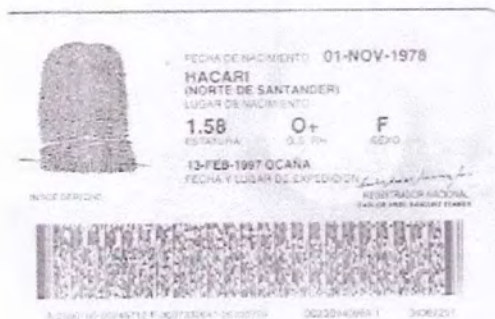 FECHA DE NACIMIENTO 01-NOV-1978
HACARI
(NORTE DE SANTANDER)
LUGAR DE NACIMIENTO
1.58 O+ F
ESTATURA G.S. RH SEXO
13-FEB-1997 OCAÑA
FECHA Y LUGAR DE EXPEDICION
INDICE DERECHO
REGISTRADOR NACIONAL